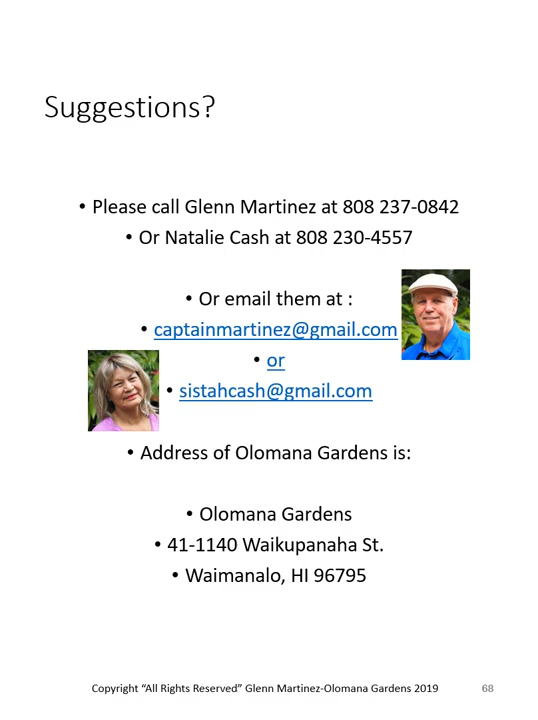 Suggestions?
• Please call Glenn Martinez at 808 237-0842
• Or Natalie Cash at 808 230-4557
• Or email them at :
• captainmartinez@gmail.com
• or
• sistahcash@gmail.com
• Address of Olomana Gardens is:
• Olomana Gardens
• 41-1140 Waikupanaha St.
• Waimanalo, HI 96795
Copyright “All Rights Reserved” Glenn Martinez-Olomana Gardens 2019 68